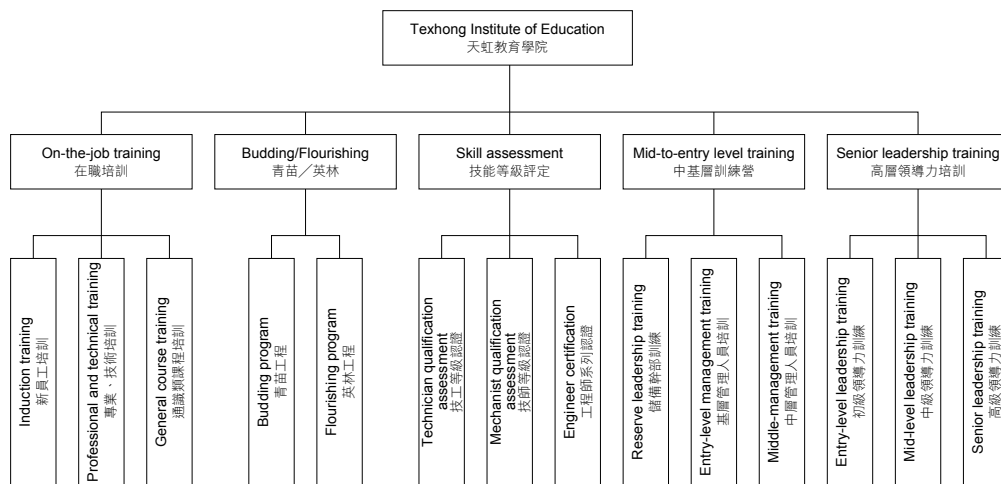 Texhong Institute of Education
天虹教育學院
On-the-job training
在職培訓
Budding/Flourishing
青苗／英林
Skill assessment
技能等級評定
Mid-to-entry level training
中基層訓練營
Senior leadership training
高層領導力培訓
Induction training
新員工培訓
Professional and technical training
專業、技術培訓
General course training
通識類課程培訓
Budding program
青苗工程
Flourishing program
英林工程
Technician qualification
assessment
技工等級認證
Mechanist qualification
assessment
技師等級認證
Engineer certification
工程師系列認證
Reserve leadership training
儲備幹部訓練
Entry-level management training
基層管理人員培訓
Middle-management training
中層管理人員培訓
Entry-level leadership training
初級領導力訓練
Mid-level leadership training
中級領導力訓練
Senior leadership training
高級領導力訓練